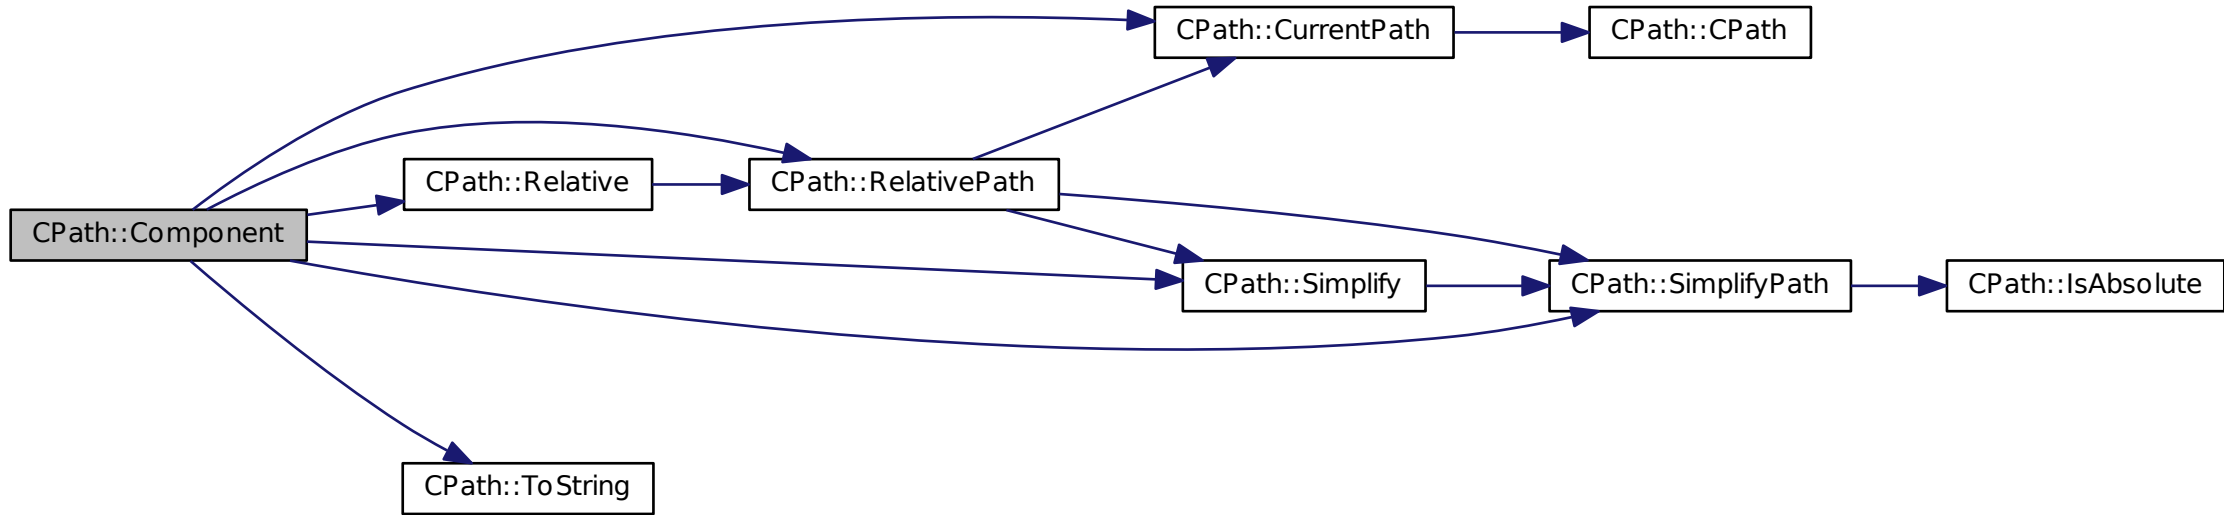 CPath::CurrentPath
CPath::CPath
CPath::Relative
CPath::RelativePath
CPath::Component
CPath::Simplify
CPath::SimplifyPath
CPath::IsAbsolute
CPath::ToString